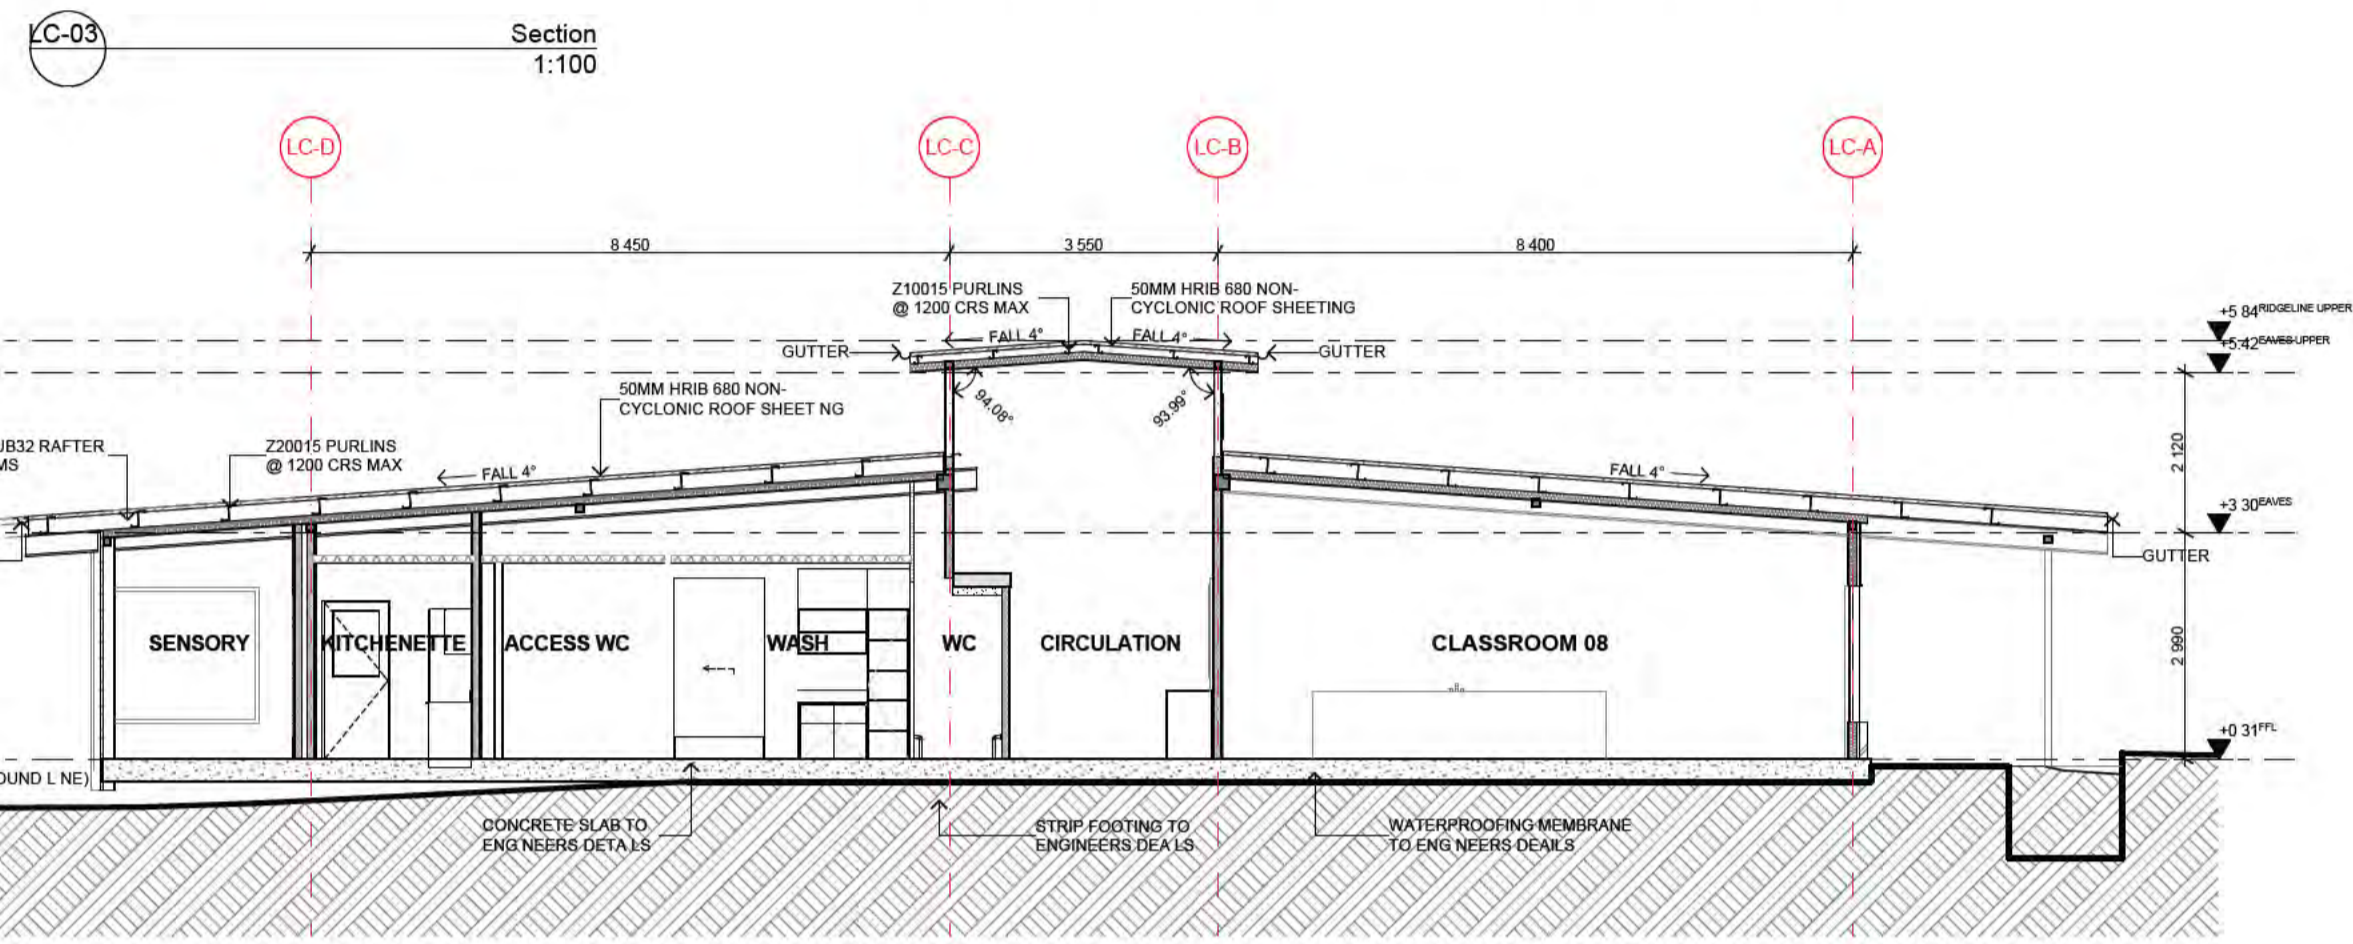 LC-03
Section
1:100
LC-D
LC-C
LC-B
LC-A
8 450
3 550
8 400
Z10015 PURLINS
@ 1200 CRS MAX
50MM HRIB 680 NON-
CYCLONIC ROOF SHEETING
+5 84 RIDGELINE UPPER
FALL 4°
FALL 4°
+5.42 EAVES UPPER
GUTTER
GUTTER
50MM HRIB 680 NON-
CYCLONIC ROOF SHEET NG
94.08°
93.99°
UB32 RAFTER
MS
Z20015 PURLINS
@ 1200 CRS MAX
FALL 4°
FALL 4°
2 120
+3 30 EAVES
GUTTER
SENSORY
KITCHENETTE
ACCESS WC
WASH
WC
CIRCULATION
CLASSROOM 08
2 990
+0 31 FFL
OUND L NE)
CONCRETE SLAB TO
ENG NEERS DETA LS
STRIP FOOTING TO
ENGINEERS DEA LS
WATERPROOFING MEMBRANE
TO ENG NEERS DEAILS